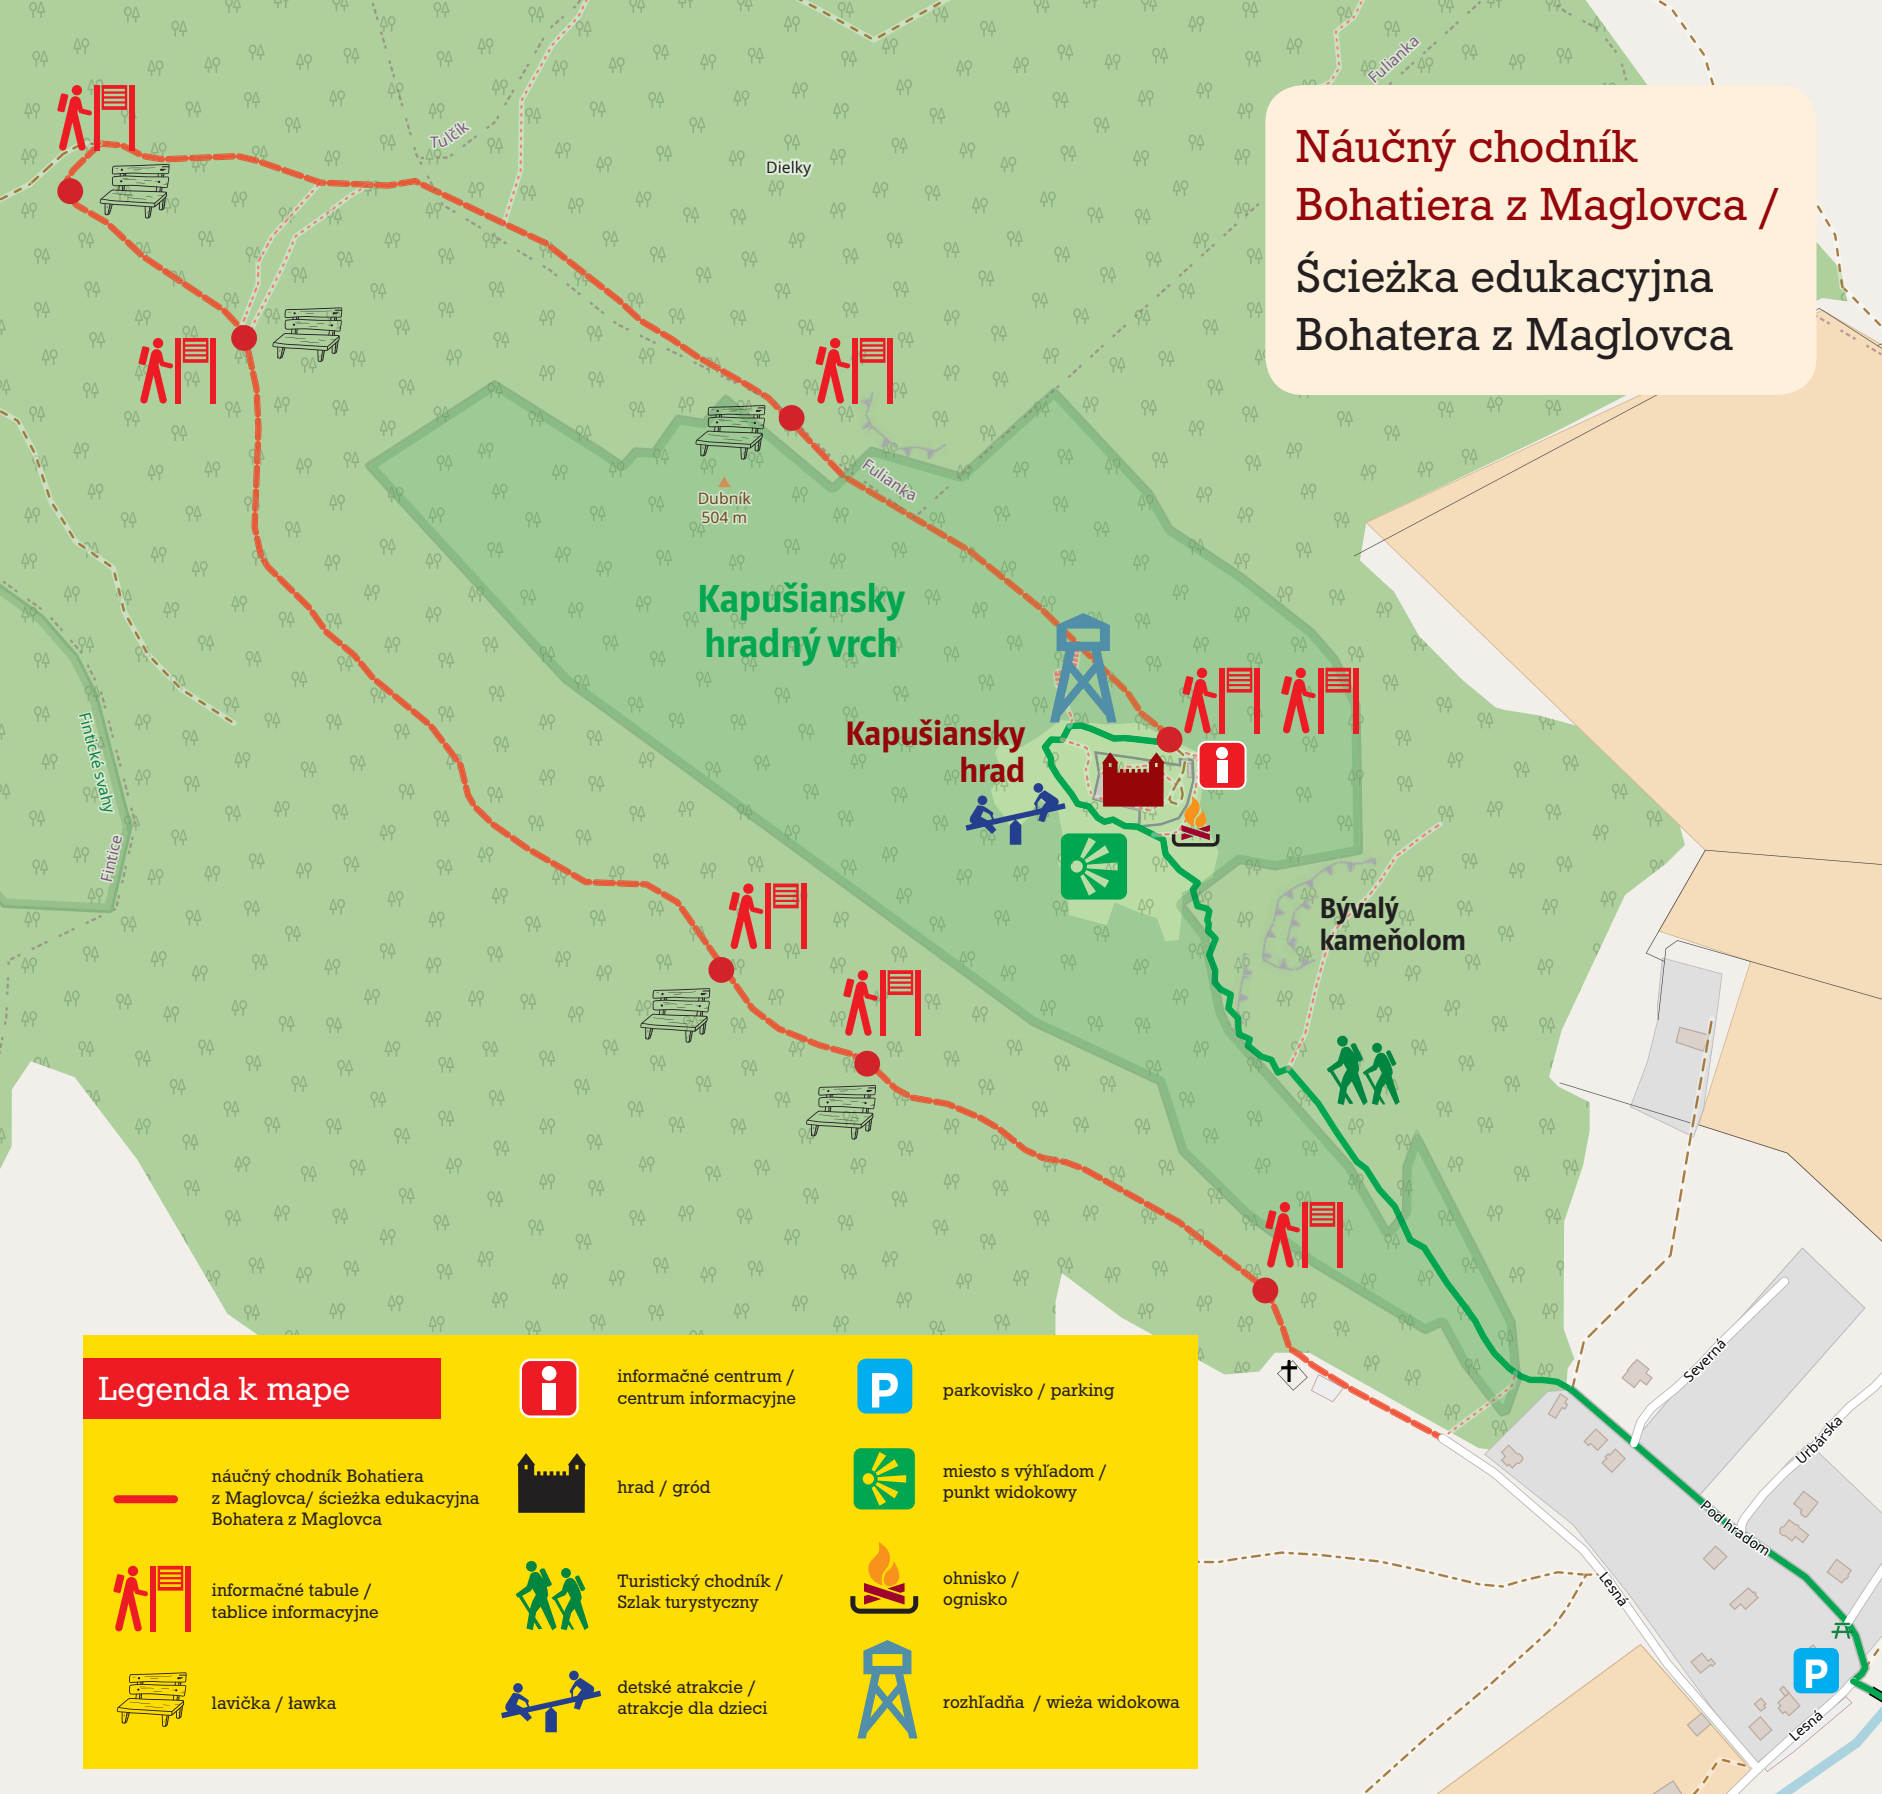 Fulianka
Náučný chodník
Bohatiera z Maglovca /
Ścieżka edukacyjna
Bohatera z Maglovca
Tulčík
Dielky
Fulianka
Dubník
504 m
Kapušiansky
hradný vrch
Kapušiansky
hrad
Fintické svahy
Fintice
Bývalý
kameňolom
Severná
Urbárska
Pod hradom
Lesná
P
Lesná
Legenda k mape
náučný chodník Bohatiera
z Maglovca/ ścieżka edukacyjna
Bohatera z Maglovca
informačné tabule /
tablice informacyjne
lavička / ławka
informačné centrum /
centrum informacyjne
hrad / gród
Turistický chodník /
Szlak turystyczny
detské atrakcie /
atrakcje dla dzieci
P
parkovisko / parking
miesto s výhľadom /
punkt widokowy
ohnisko /
ognisko
rozhľadňa / wieża widokowa